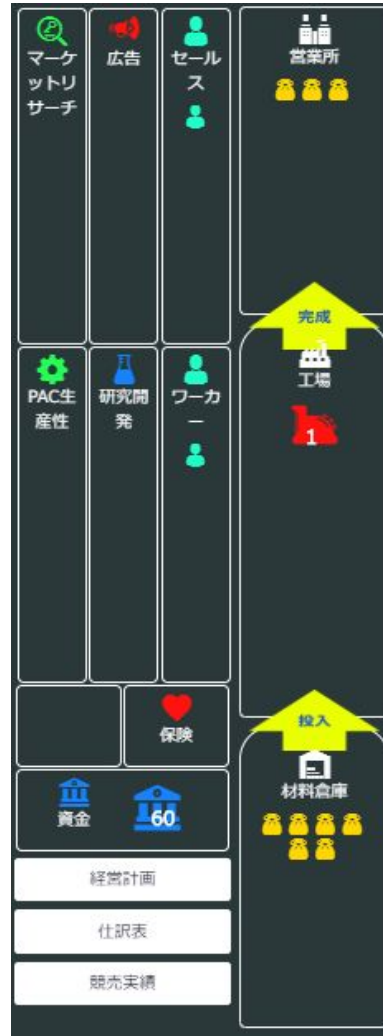 マーケ
ットリ
サーチ
広告
セール
ス
営業所
完成
PAC生
産性
研究開
発
ワーカ
ー
工場
1
投入
保険
材料倉庫
資金
60
経営計画
仕訳表
競売実績